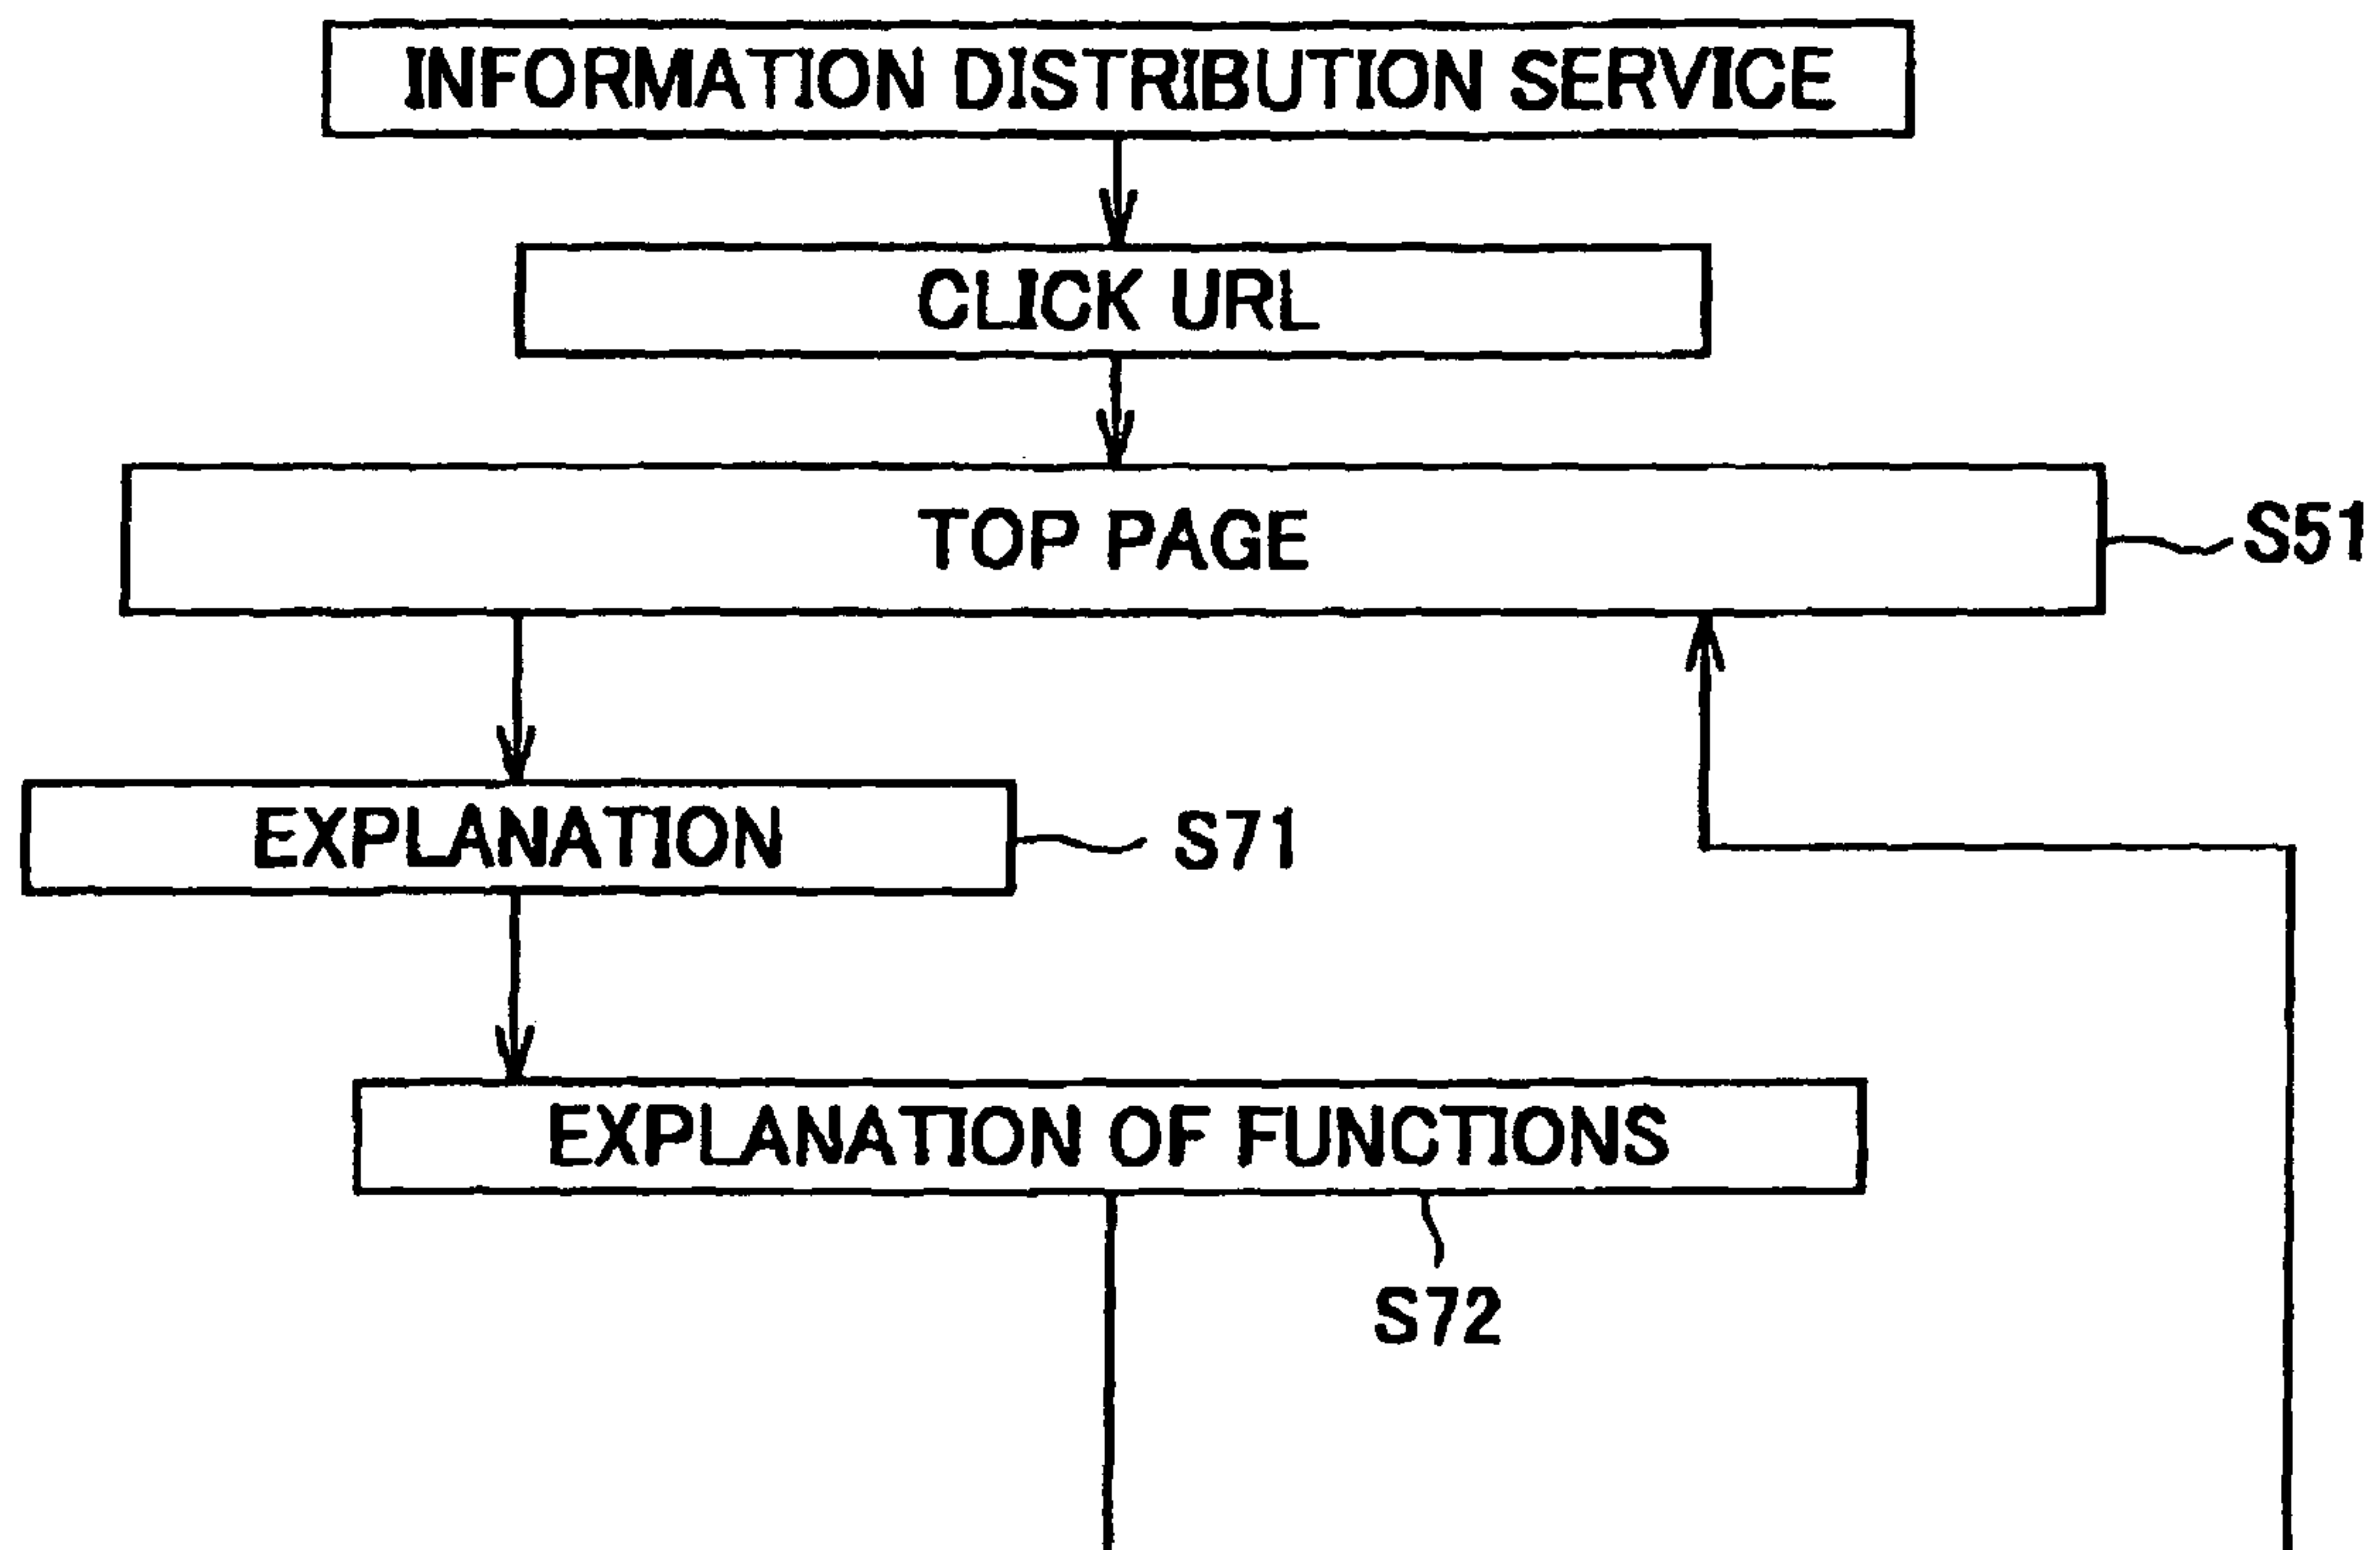 INFORMATION DISTRIBUTION SERVICE
CLICK URL
TOP PAGE
S51
EXPLANATION
S71
EXPLANATION OF FUNCTIONS
S72